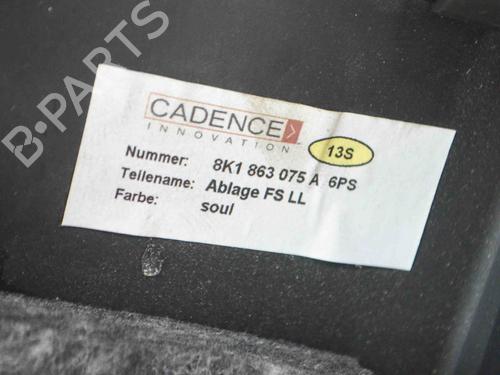 B-PARTS
CADENCE
INNOVATION
13S
Nummer: 8K1 863 075 A 6PS
Teilename: Ablage FS LL
Farbe: soul